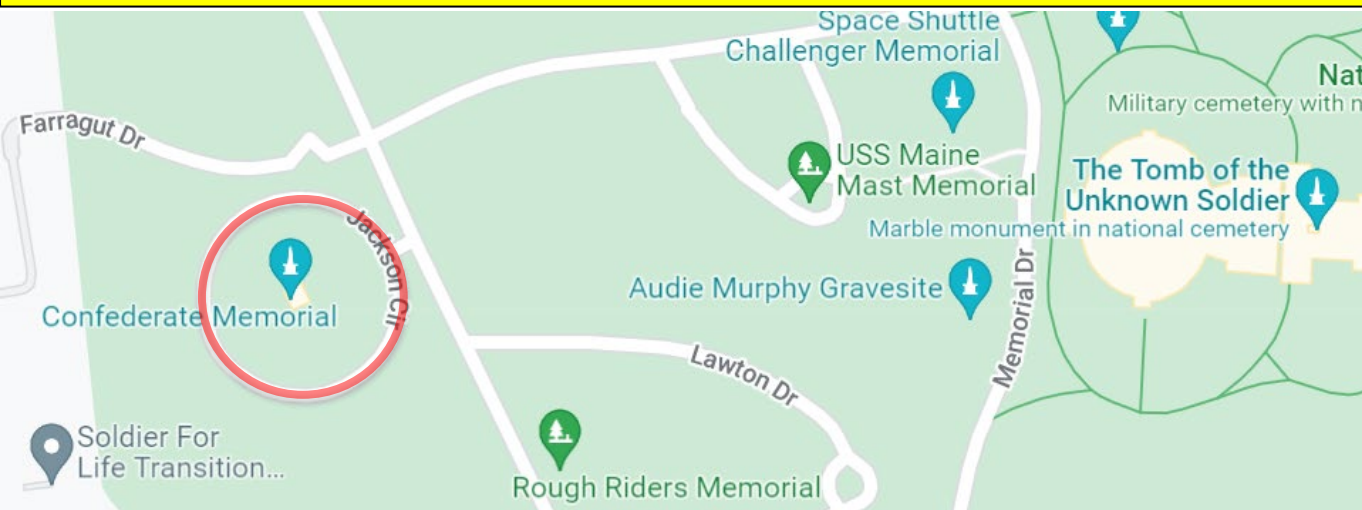 Space Shuttle
Challenger Memorial
Nat
Military cemetery with n
Farragut Dr
USS Maine
Mast Memorial
The Tomb of the
Unknown Soldier
Marble monument in national cemetery
Jackson Cir
Confederate Memorial
Audie Murphy Gravesite
Memorial Dr
Lawton Dr
Soldier For
Life Transition...
Rough Riders Memorial